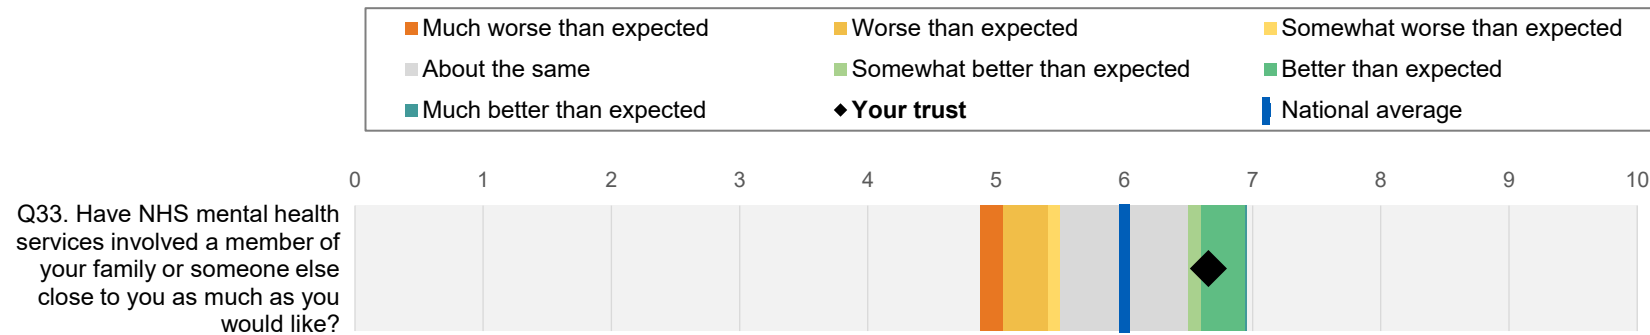 Much worse than expected
Worse than expected
Somewhat worse than expected
About the same
Somewhat better than expected
Better than expected
Much better than expected
Your trust
National average
0 1 2 3 4 5 6 7 8 9 10
Q33. Have NHS mental health
services involved a member of
your family or someone else
close to you as much as you
would like?